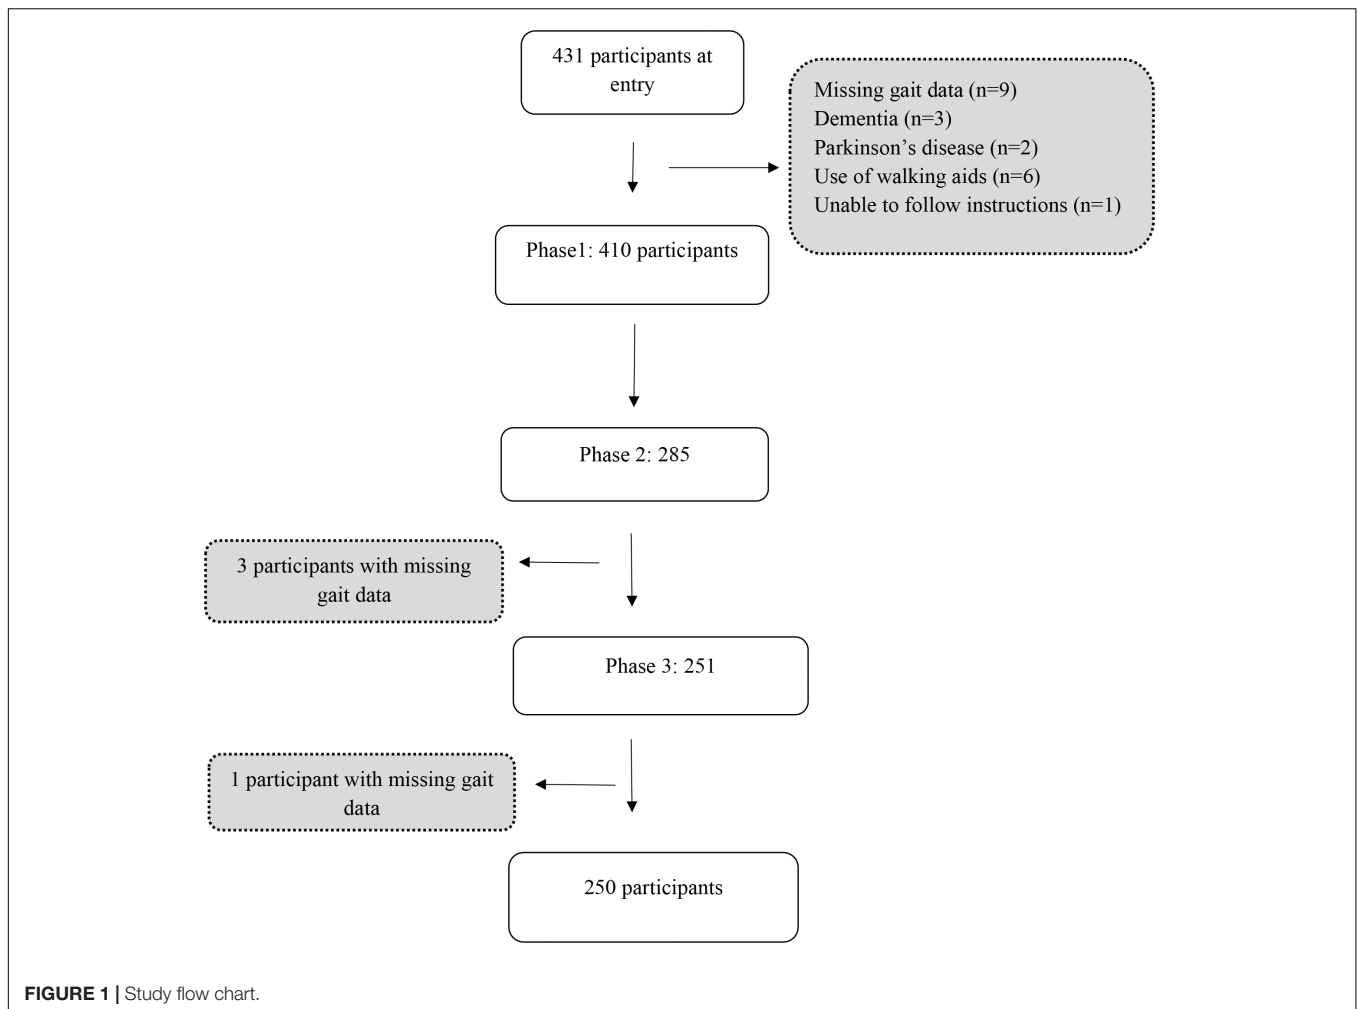 431 participants at
entry
Missing gait data (n=9)
Dementia (n=3)
Parkinson's disease (n=2)
Use of walking aids (n=6)
Unable to follow instructions (n=1)
Phase1: 410 participants
Phase 2: 285
3 participants with missing
gait data
Phase 3: 251
1 participant with missing gait
data
250 participants
FIGURE 1 | Study flow chart.